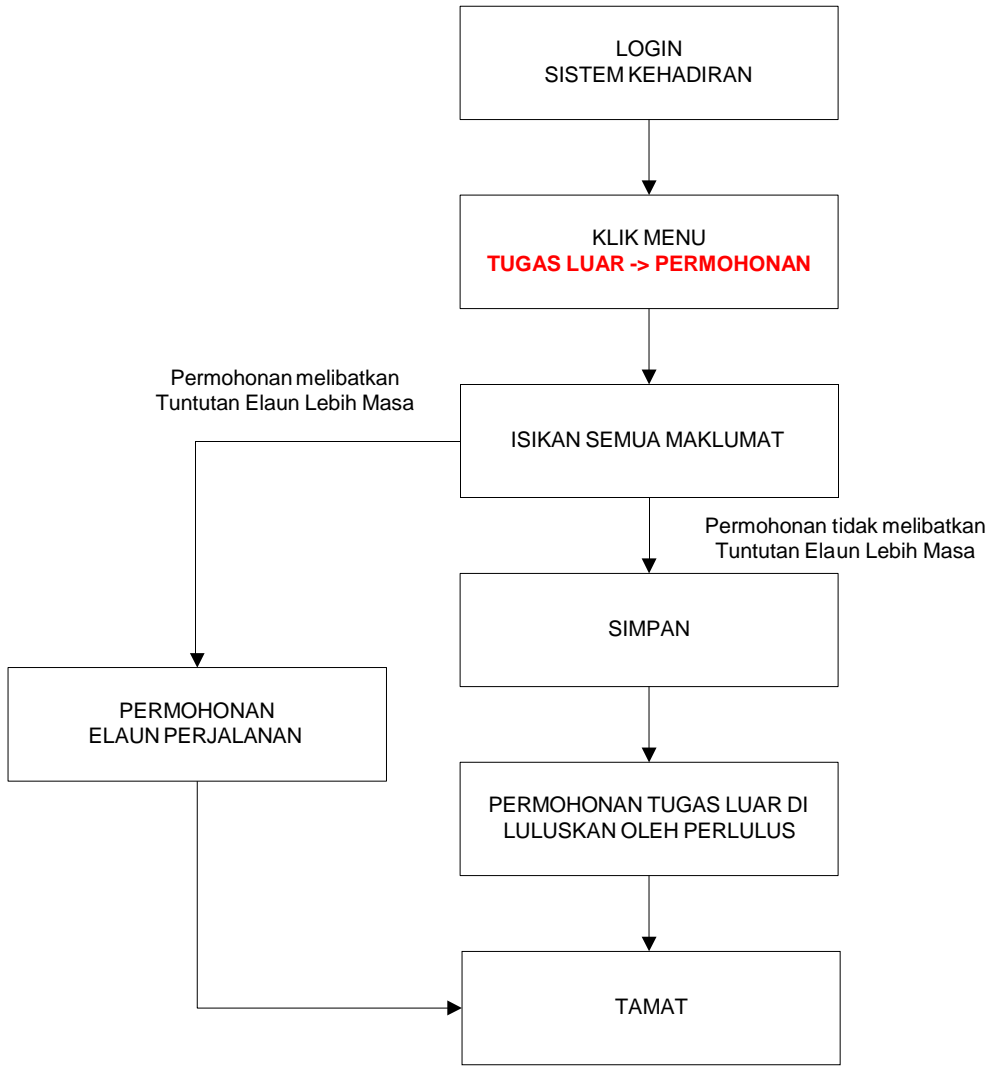 LOGIN
SISTEM KEHADIRAN
KLIK MENU
TUGAS LUAR -> PERMOHONAN
Permohonan melibatkan
Tuntutan Elaun Lebih Masa
ISIKAN SEMUA MAKLUMAT
Permohonan tidak melibatkan
Tuntutan Elaun Lebih Masa
SIMPAN
PERMOHONAN
ELAUN PERJALANAN
PERMOHONAN TUGAS LUAR DI
LULUSKAN OLEH PERLULUS
TAMAT